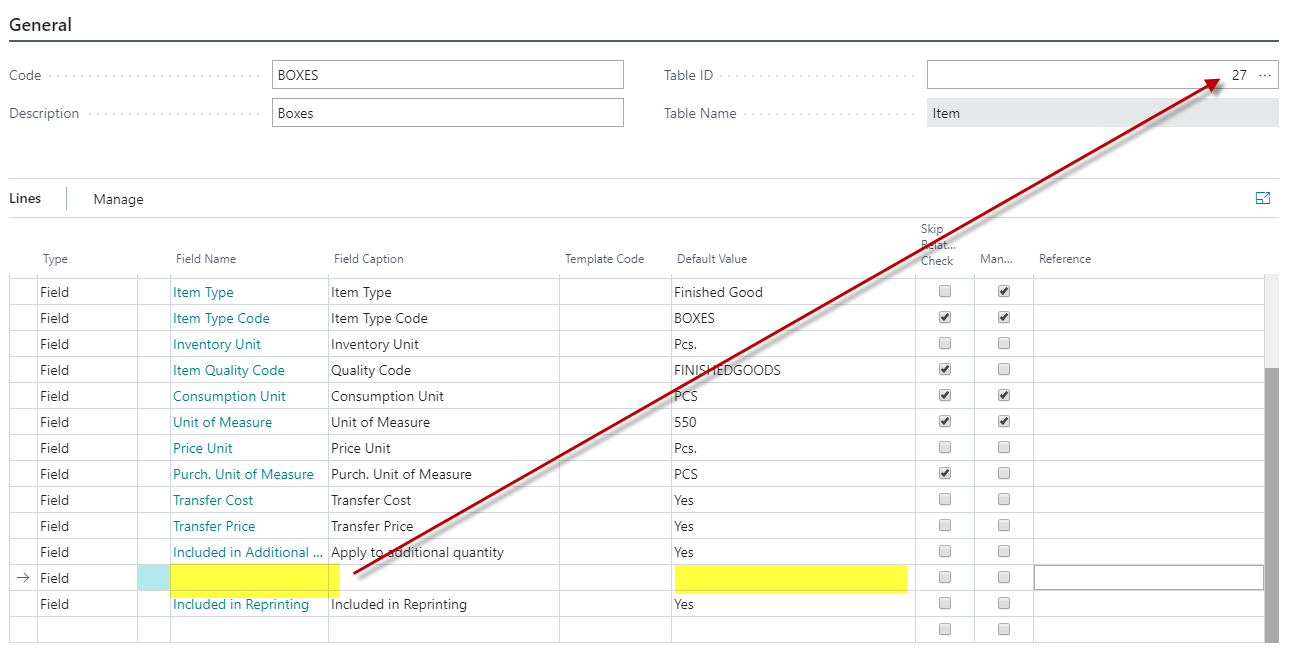 General
Code BOXES Table ID 27 ...
Description Boxes Table Name Item
Lines Manage
Type Field Name Field Caption Template Code Default Value Skip Relat... Check Man... Reference
Field Item Type Item Type Finished Good
Field Item Type Code Item Type Code BOXES
Field Inventory Unit Inventory Unit Pcs.
Field Item Quality Code Quality Code FINISHEDGOODS
Field Consumption Unit Consumption Unit PCS
Field Unit of Measure Unit of Measure 550
Field Price Unit Price Unit Pcs.
Field Purch. Unit of Measure Purch. Unit of Measure PCS
Field Transfer Cost Transfer Cost Yes
Field Transfer Price Transfer Price Yes
Field Included in Additional ... Apply to additional quantity Yes
Field
Field Included in Reprinting Included in Reprinting Yes